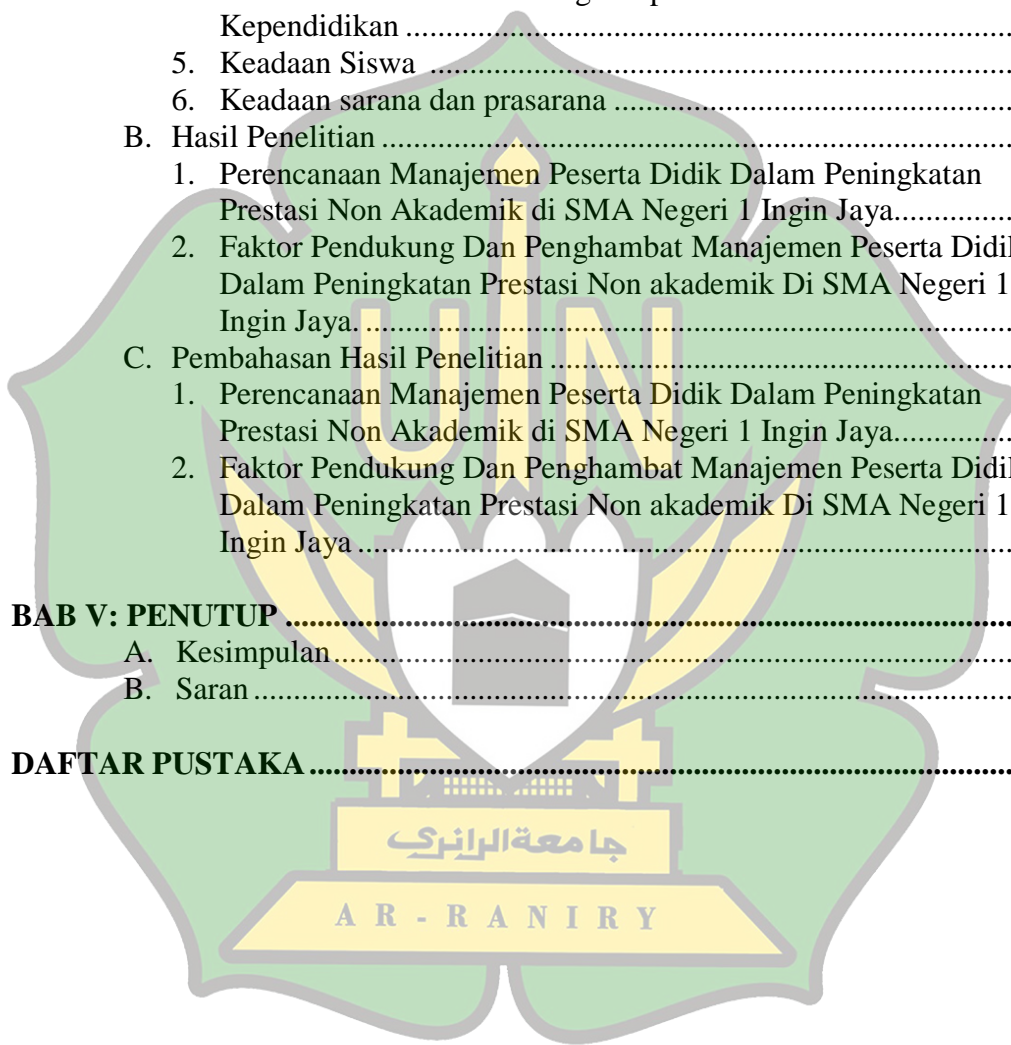 Kependidikan ..........................................................................
5. Keadaan Siswa ......................................................................
6. Keadaan sarana dan prasarana ................................................
B. Hasil Penelitian ..........................................................................
1. Perencanaan Manajemen Peserta Didik Dalam Peningkatan
Prestasi Non Akademik di SMA Negeri 1 Ingin Jaya..................
2. Faktor Pendukung Dan Penghambat Manajemen Peserta
Dalam Peningkatan Prestasi Non akademik Di SMA Negeri 1
Ingin Jaya. ..............................................................................
C. Pembahasan Hasil Penelitian ......................................................
1. Perencanaan Manajemen Peserta Didik Dalam Peningkatan
Prestasi Non Akademik di SMA Negeri 1 Ingin Jaya..................
2. Faktor Pendukung Dan Penghambat Manajemen Peserta
Dalam Peningkatan Prestasi Non akademik Di SMA Negeri 1
Ingin Jaya ..............................................................................
BAB V: PENUTUP ..........................................................................
A. Kesimpulan ..............................................................................
B. Saran ......................................................................................
DAFTAR PUSTAKA ......................................................................
UIN
جامعةالرانري
AR-RANIRY